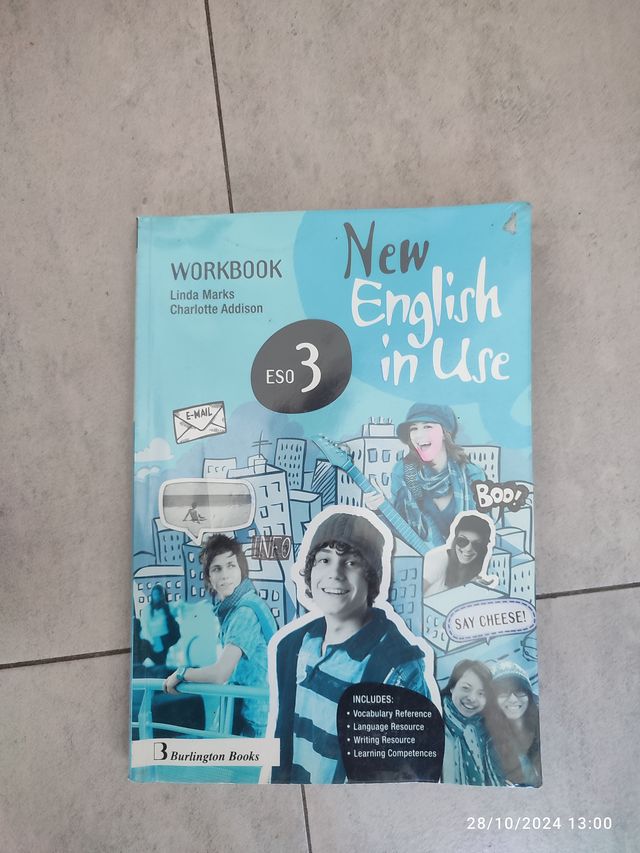 WORKBOOK
Linda Marks
Charlotte Addison
New
English
in Use
ESO 3
E-MAIL
BOO!
INFO
SAY CHEESE!
INCLUDES:
• Vocabulary Reference
• Language Resource
• Writing Resource
• Learning Competences
B Burlington Books
28/10/2024 13:00